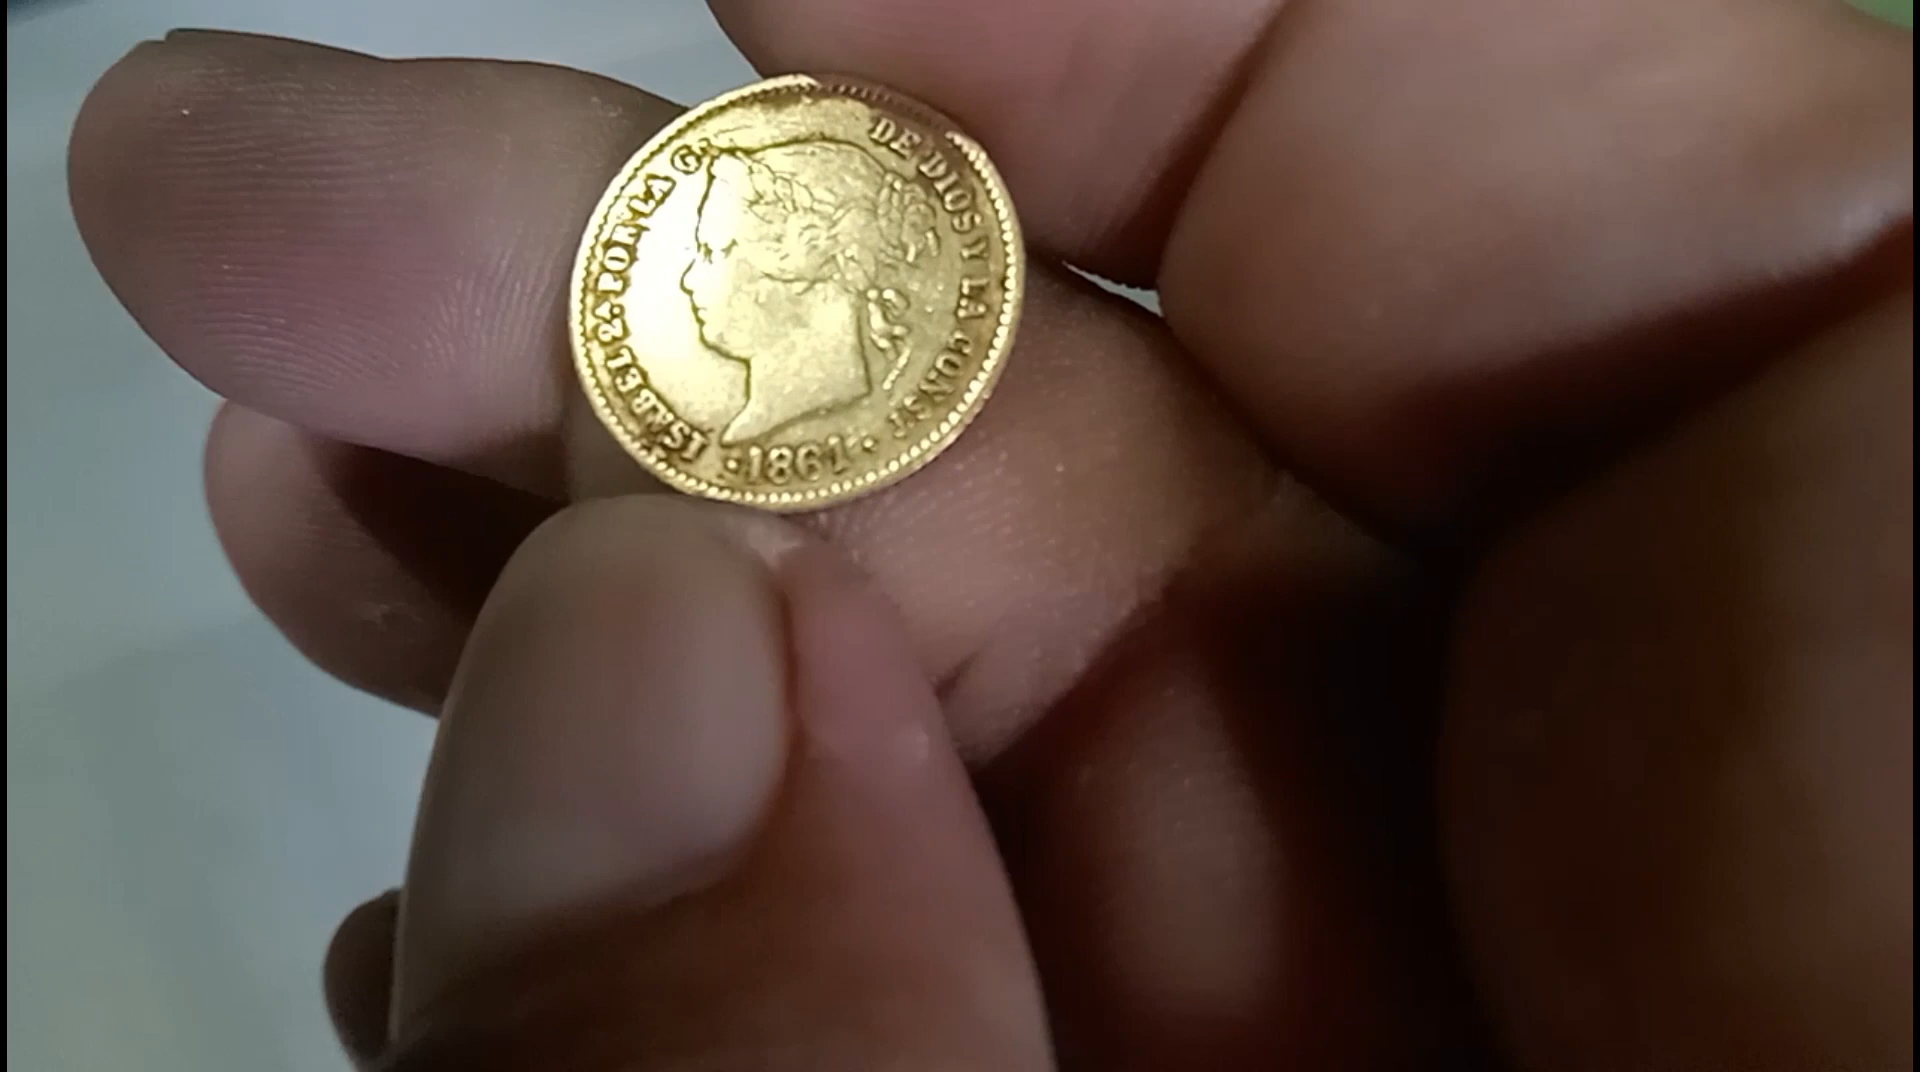 ISABEL 2ª. POR LA G. DE DIOS Y LA CONST
·1861·